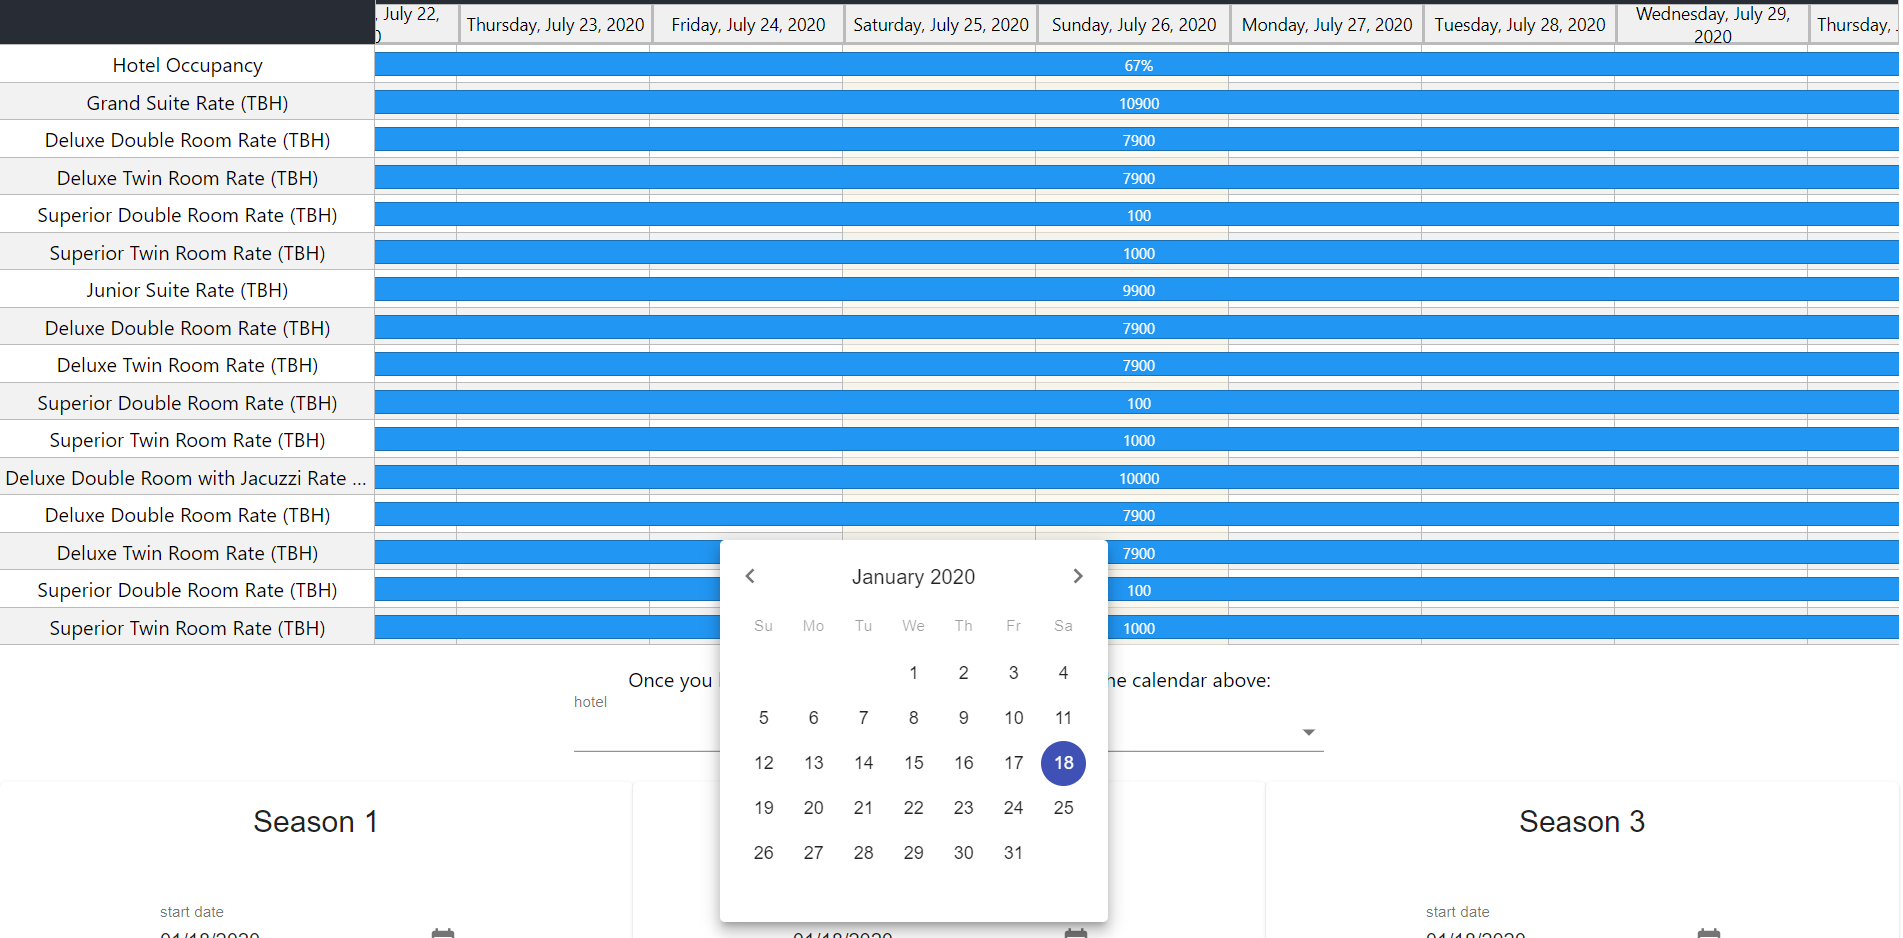 , July 22,
Thursday, July 23, 2020
Friday, July 24, 2020
Saturday, July 25, 2020
Sunday, July 26, 2020
Monday, July 27, 2020
Tuesday, July 28, 2020
Wednesday, July 29,
2020
Thursday,
Hotel Occupancy
67%
Grand Suite Rate (TBH)
10900
Deluxe Double Room Rate (TBH)
7900
Deluxe Twin Room Rate (TBH)
7900
Superior Double Room Rate (TBH)
100
Superior Twin Room Rate (TBH)
1000
Junior Suite Rate (TBH)
9900
Deluxe Double Room Rate (TBH)
7900
Deluxe Twin Room Rate (TBH)
7900
Superior Double Room Rate (TBH)
100
Superior Twin Room Rate (TBH)
1000
Deluxe Double Room with Jacuzzi Rate ...
10000
Deluxe Double Room Rate (TBH)
7900
Deluxe Twin Room Rate (TBH)
7900
Superior Double Room Rate (TBH)
100
Superior Twin Room Rate (TBH)
1000
January 2020
Su Mo Tu We Th Fr Sa
1 2 3 4
5 6 7 8 9 10 11
12 13 14 15 16 17 18
19 20 21 22 23 24 25
26 27 28 29 30 31
Once you
he calendar above:
hotel
Season 1
start date
01/18/2020
01/18/2020
Season 3
start date
01/18/2020